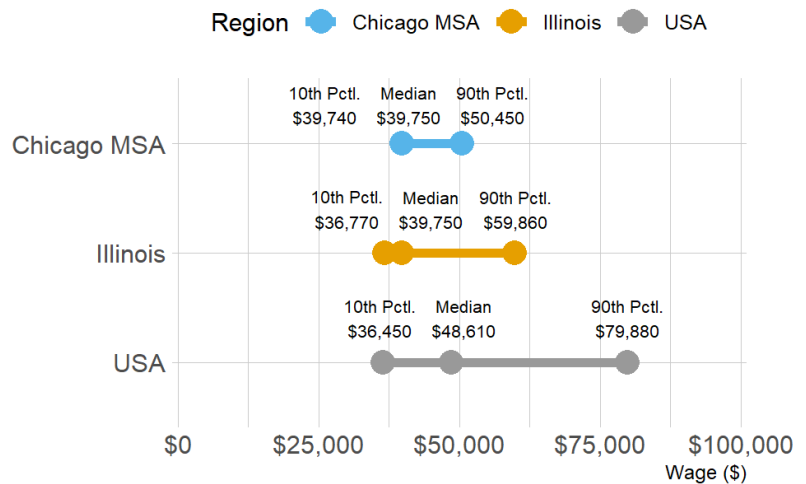 Region Chicago MSA Illinois USA
10th Pctl. Median 90th Pctl.
$39,740 $39,750 $50,450
Chicago MSA
10th Pctl. Median 90th Pctl.
$36,770 $39,750 $59,860
Illinois
10th Pctl. Median 90th Pctl.
$36,450 $48,610 $79,880
USA
$0 $25,000 $50,000 $75,000 $100,000
Wage ($)